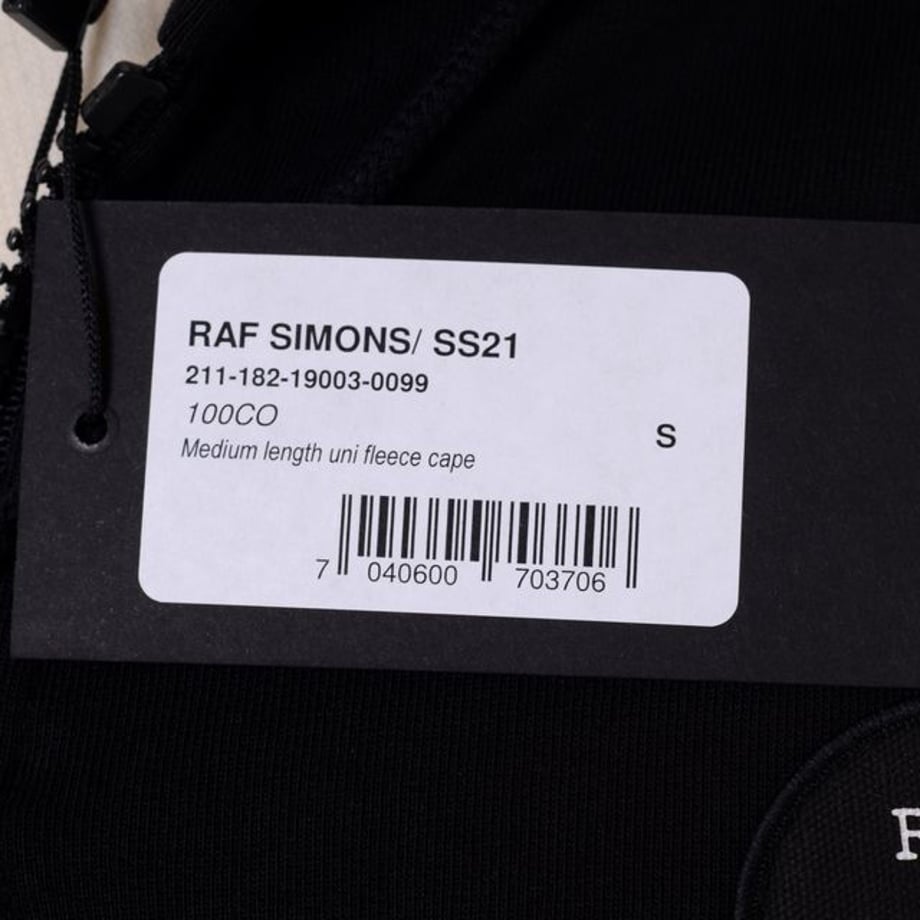 RAF SIMONS/ SS21
211-182-19003-0099
100CO
S
Medium length uni fleece cape
7 040600 703706